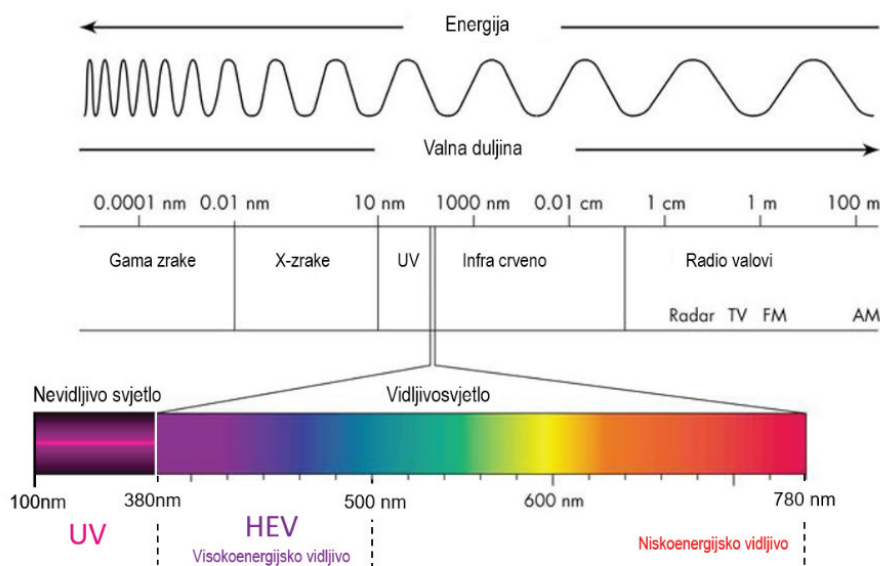 Energija
Valna duljina
0.0001 nm 0.01 nm 10 nm 1000 nm 0.01 cm 1 cm 1 m 100 m
Gama zrake X-zrake UV Infra crveno Radio valovi
Radar TV FM AM
Nevidljivo svjetlo Vidljivosvjetlo
100nm 380nm 500 nm 600 nm 780 nm
UV HEV
Visokoenergijsko vidljivo Niskoenergijsko vidljivo